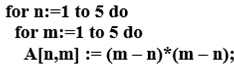 for n:=1 to 5 do
for m:=1 to 5 do
A[n,m] := (m – n)*(m – n);